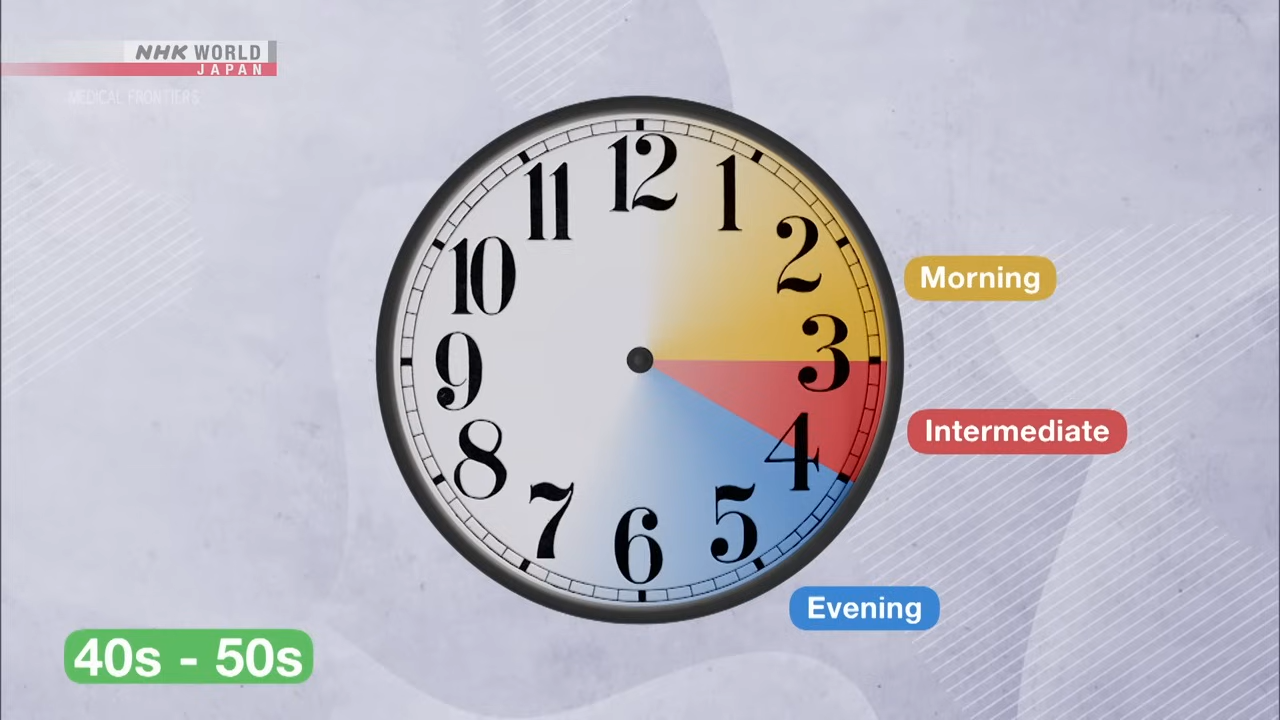 NHK WORLD
JAPAN
MEDICAL FRONTIERS
12
1
2
3
4
5
6
7
8
9
10
11
Morning
Intermediate
Evening
40s - 50s